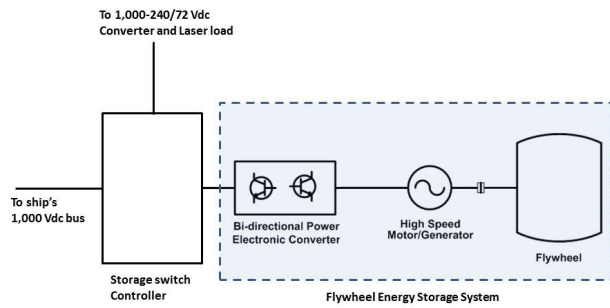 To 1,000-240/72 Vdc
Converter and Laser load
To ship's
1,000 Vdc bus
Bi-directional Power
Electronic Converter
High Speed
Motor/Generator
Flywheel
Storage switch
Controller
Flywheel Energy Storage System